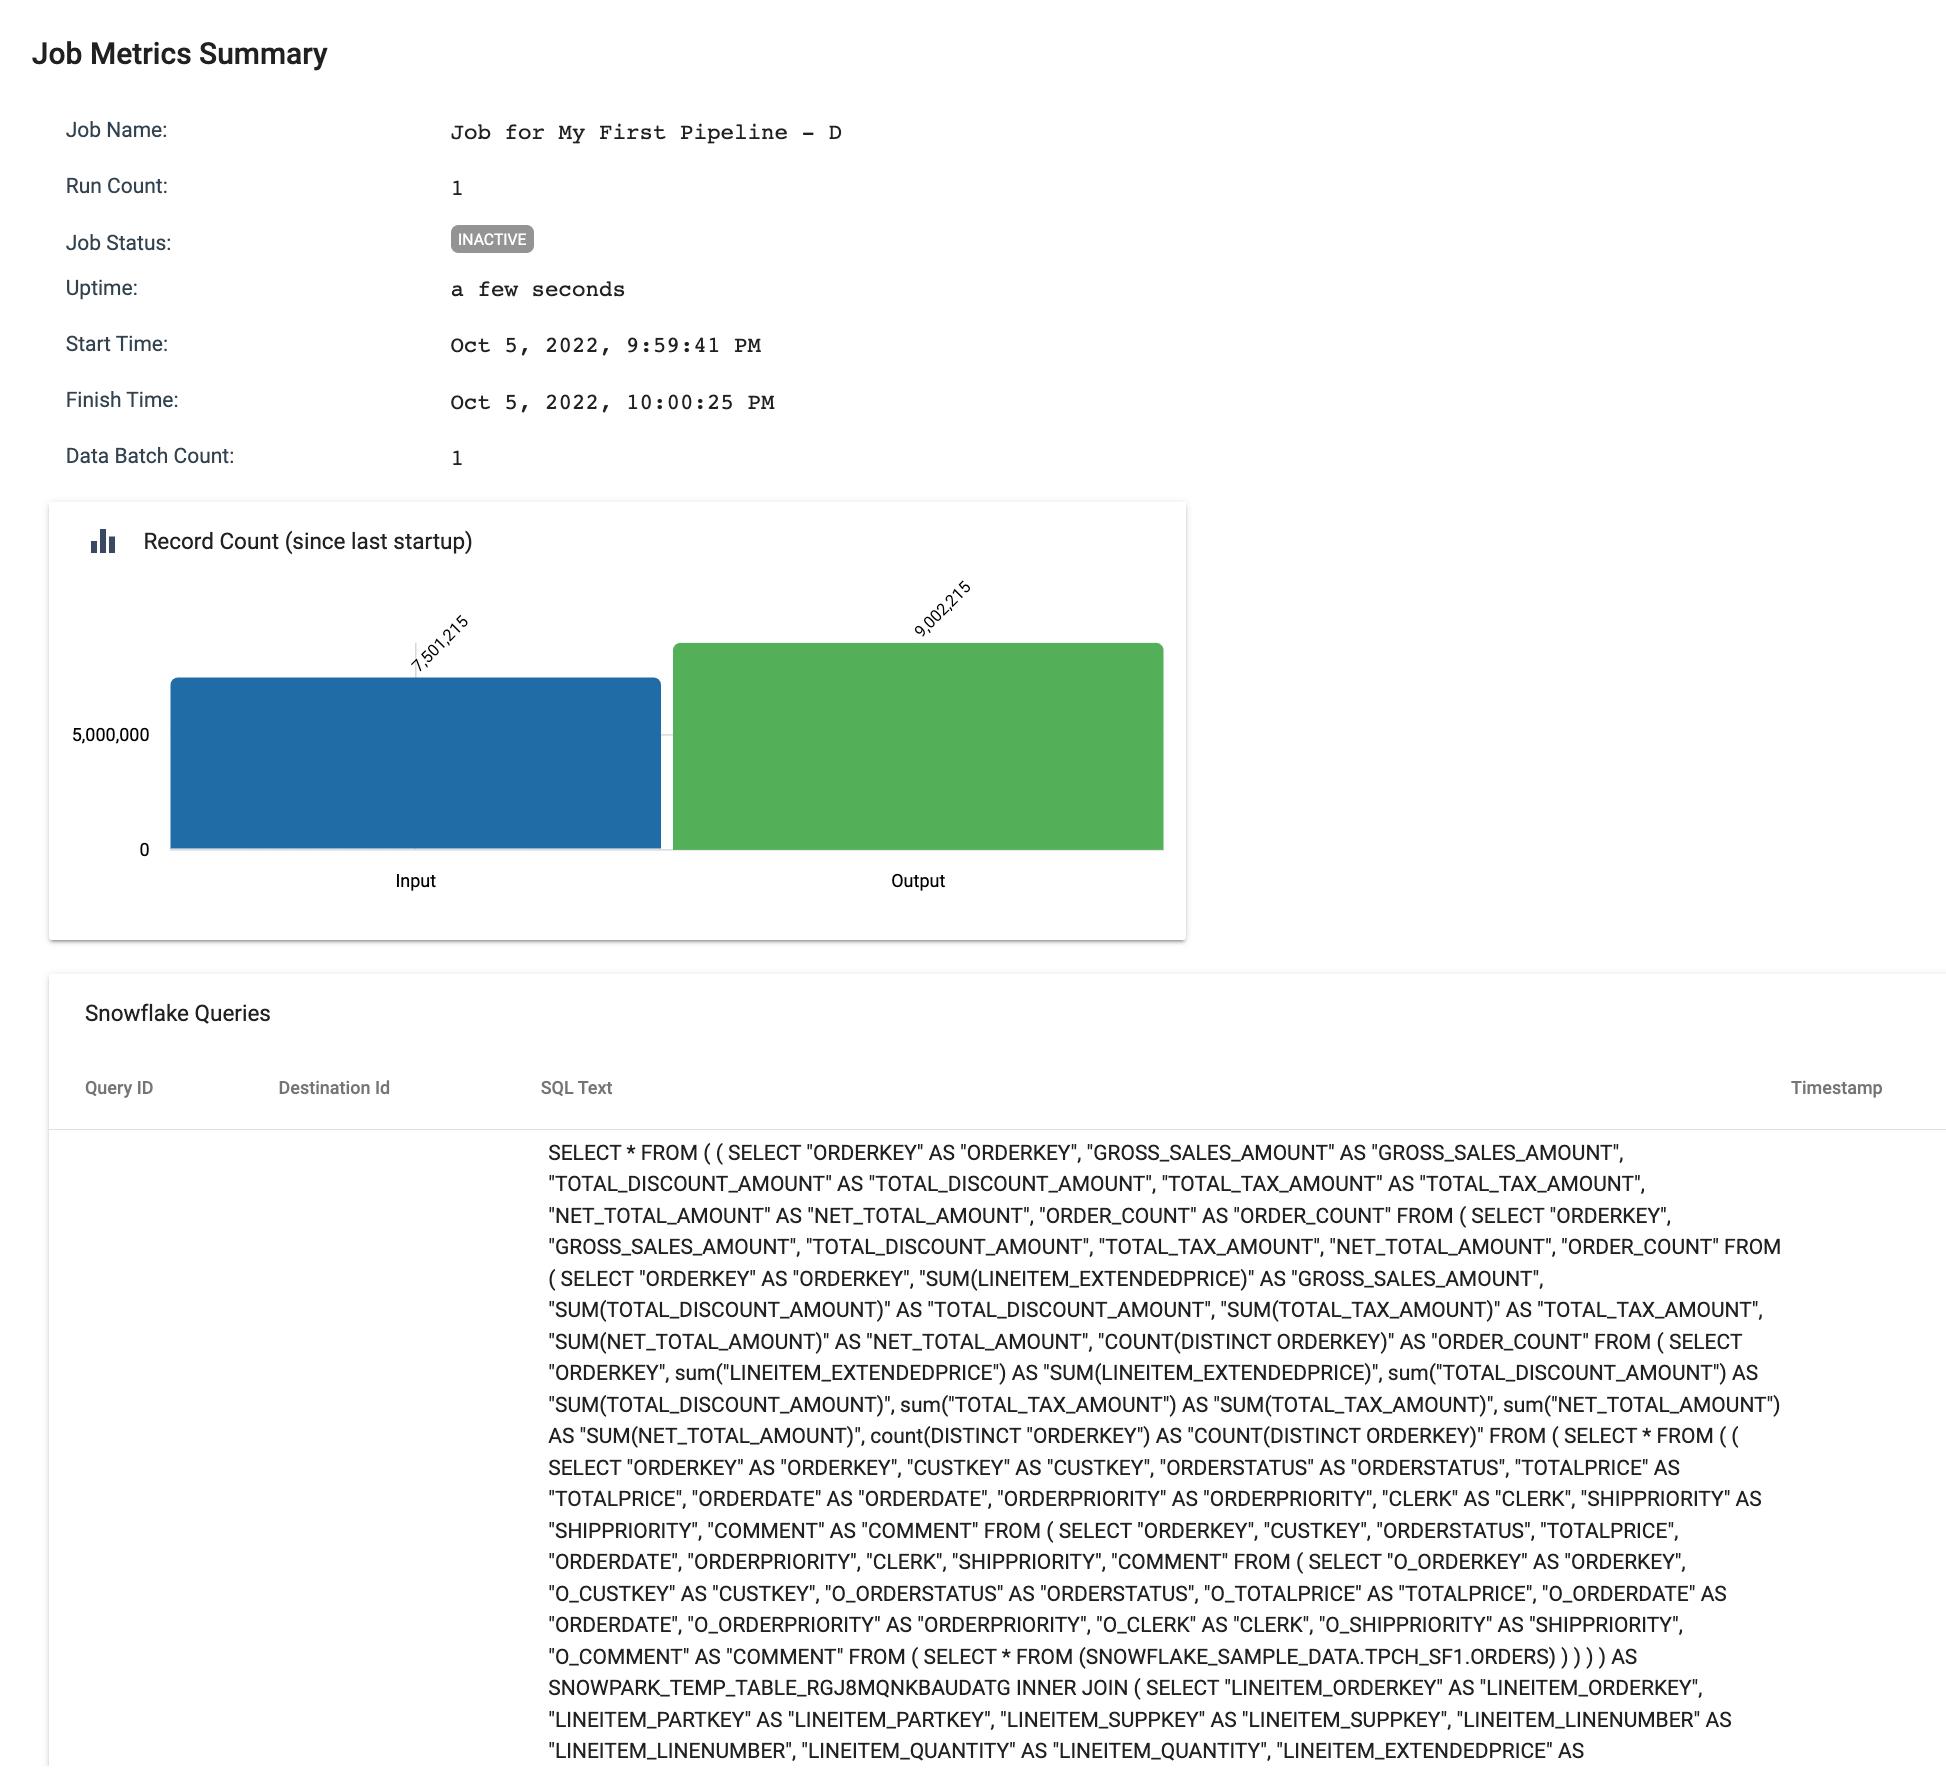 Job Metrics Summary
Job Name: Job for My First Pipeline - D
Run Count: 1
Job Status: INACTIVE
Uptime: a few seconds
Start Time: Oct 5, 2022, 9:59:41 PM
Finish Time: Oct 5, 2022, 10:00:25 PM
Data Batch Count: 1
Record Count (since last startup)
7,501,215
9,002,215
5,000,000
0
Input Output
Snowflake Queries
Query ID Destination Id SQL Text Timestamp
SELECT * FROM ( ( SELECT "ORDERKEY" AS "ORDERKEY", "GROSS_SALES_AMOUNT" AS "GROSS_SALES_AMOUNT",
"TOTAL_DISCOUNT_AMOUNT" AS "TOTAL_DISCOUNT_AMOUNT", "TOTAL_TAX_AMOUNT" AS "TOTAL_TAX_AMOUNT",
"NET_TOTAL_AMOUNT" AS "NET_TOTAL_AMOUNT", "ORDER_COUNT" AS "ORDER_COUNT" FROM ( SELECT "ORDERKEY",
"GROSS_SALES_AMOUNT", "TOTAL_DISCOUNT_AMOUNT", "TOTAL_TAX_AMOUNT", "NET_TOTAL_AMOUNT", "ORDER_COUNT" FROM
( SELECT "ORDERKEY" AS "ORDERKEY", "SUM(LINEITEM_EXTENDEDPRICE)" AS "GROSS_SALES_AMOUNT",
"SUM(TOTAL_DISCOUNT_AMOUNT)" AS "TOTAL_DISCOUNT_AMOUNT", "SUM(TOTAL_TAX_AMOUNT)" AS "TOTAL_TAX_AMOUNT",
"SUM(NET_TOTAL_AMOUNT)" AS "NET_TOTAL_AMOUNT", "COUNT(DISTINCT ORDERKEY)" AS "ORDER_COUNT" FROM ( SELECT
"ORDERKEY", sum("LINEITEM_EXTENDEDPRICE") AS "SUM(LINEITEM_EXTENDEDPRICE)", sum("TOTAL_DISCOUNT_AMOUNT") AS
"SUM(TOTAL_DISCOUNT_AMOUNT)", sum("TOTAL_TAX_AMOUNT") AS "SUM(TOTAL_TAX_AMOUNT)", sum("NET_TOTAL_AMOUNT")
AS "SUM(NET_TOTAL_AMOUNT)", count(DISTINCT "ORDERKEY") AS "COUNT(DISTINCT ORDERKEY)" FROM ( SELECT * FROM ( (
SELECT "ORDERKEY" AS "ORDERKEY", "CUSTKEY" AS "CUSTKEY", "ORDERSTATUS" AS "ORDERSTATUS", "TOTALPRICE" AS
"TOTALPRICE", "ORDERDATE" AS "ORDERDATE", "ORDERPRIORITY" AS "ORDERPRIORITY", "CLERK" AS "CLERK", "SHIPPRIORITY" AS
"SHIPPRIORITY", "COMMENT" AS "COMMENT" FROM ( SELECT "ORDERKEY", "CUSTKEY", "ORDERSTATUS", "TOTALPRICE",
"ORDERDATE", "ORDERPRIORITY", "CLERK", "SHIPPRIORITY", "COMMENT" FROM ( SELECT "O_ORDERKEY" AS "ORDERKEY",
"O_CUSTKEY" AS "CUSTKEY", "O_ORDERSTATUS" AS "ORDERSTATUS", "O_TOTALPRICE" AS "TOTALPRICE", "O_ORDERDATE" AS
"ORDERDATE", "O_ORDERPRIORITY" AS "ORDERPRIORITY", "O_CLERK" AS "CLERK", "O_SHIPPRIORITY" AS "SHIPPRIORITY",
"O_COMMENT" AS "COMMENT" FROM ( SELECT * FROM (SNOWFLAKE_SAMPLE_DATA.TPCH_SF1.ORDERS) ) ) ) ) AS
SNOWPARK_TEMP_TABLE_RGJ8MQNKBAUDATG INNER JOIN ( SELECT "LINEITEM_ORDERKEY" AS "LINEITEM_ORDERKEY",
"LINEITEM_PARTKEY" AS "LINEITEM_PARTKEY", "LINEITEM_SUPPKEY" AS "LINEITEM_SUPPKEY", "LINEITEM_LINENUMBER" AS
"LINEITEM_LINENUMBER", "LINEITEM_QUANTITY" AS "LINEITEM_QUANTITY", "LINEITEM_EXTENDEDPRICE" AS